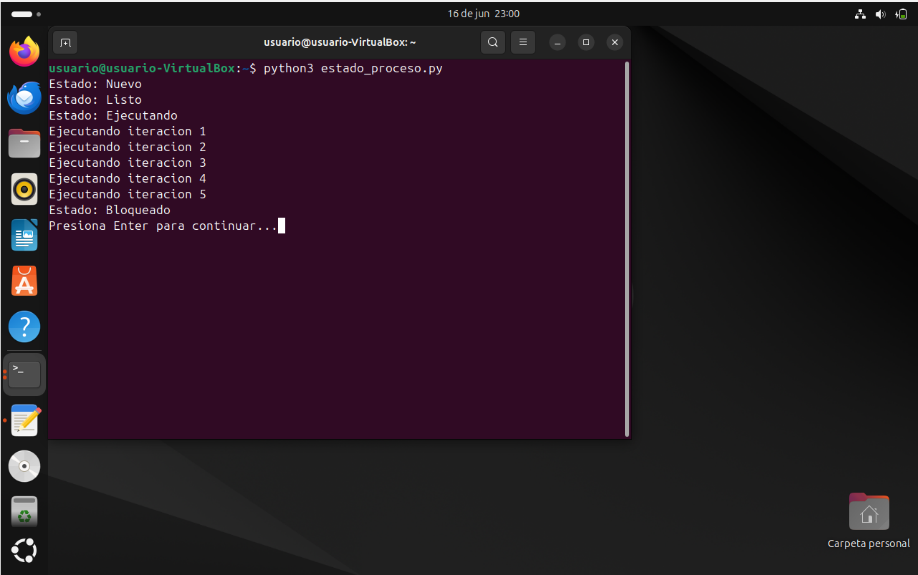 16 de jun 23:00
usuario@usuario-VirtualBox: ~
usuario@usuario-VirtualBox:~$ python3 estado_proceso.py
Estado: Nuevo
Estado: Listo
Estado: Ejecutando
Ejecutando iteracion 1
Ejecutando iteracion 2
Ejecutando iteracion 3
Ejecutando iteracion 4
Ejecutando iteracion 5
Estado: Bloqueado
Presiona Enter para continuar...
Carpeta personal